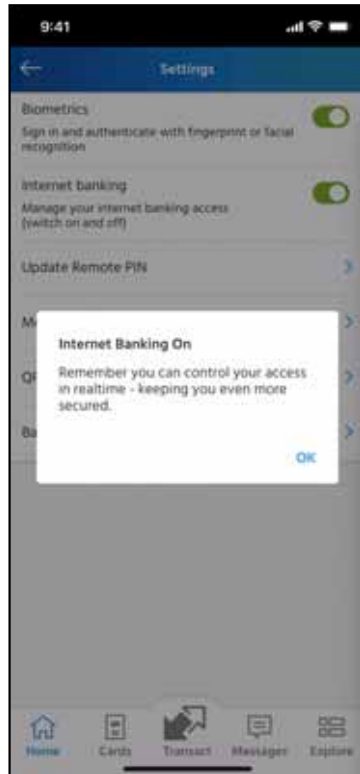 9:41
Settings
Biometrics
Sign in and authenticate with fingerprint or facial
recognition
Internet banking
Manage your internet banking access
(switch on and off)
Update Remote PIN
M
Internet Banking On
Remember you can control your access
in realtime - keeping you even more
secured.
OK
Ba
Home Cards Transact Messages Explore